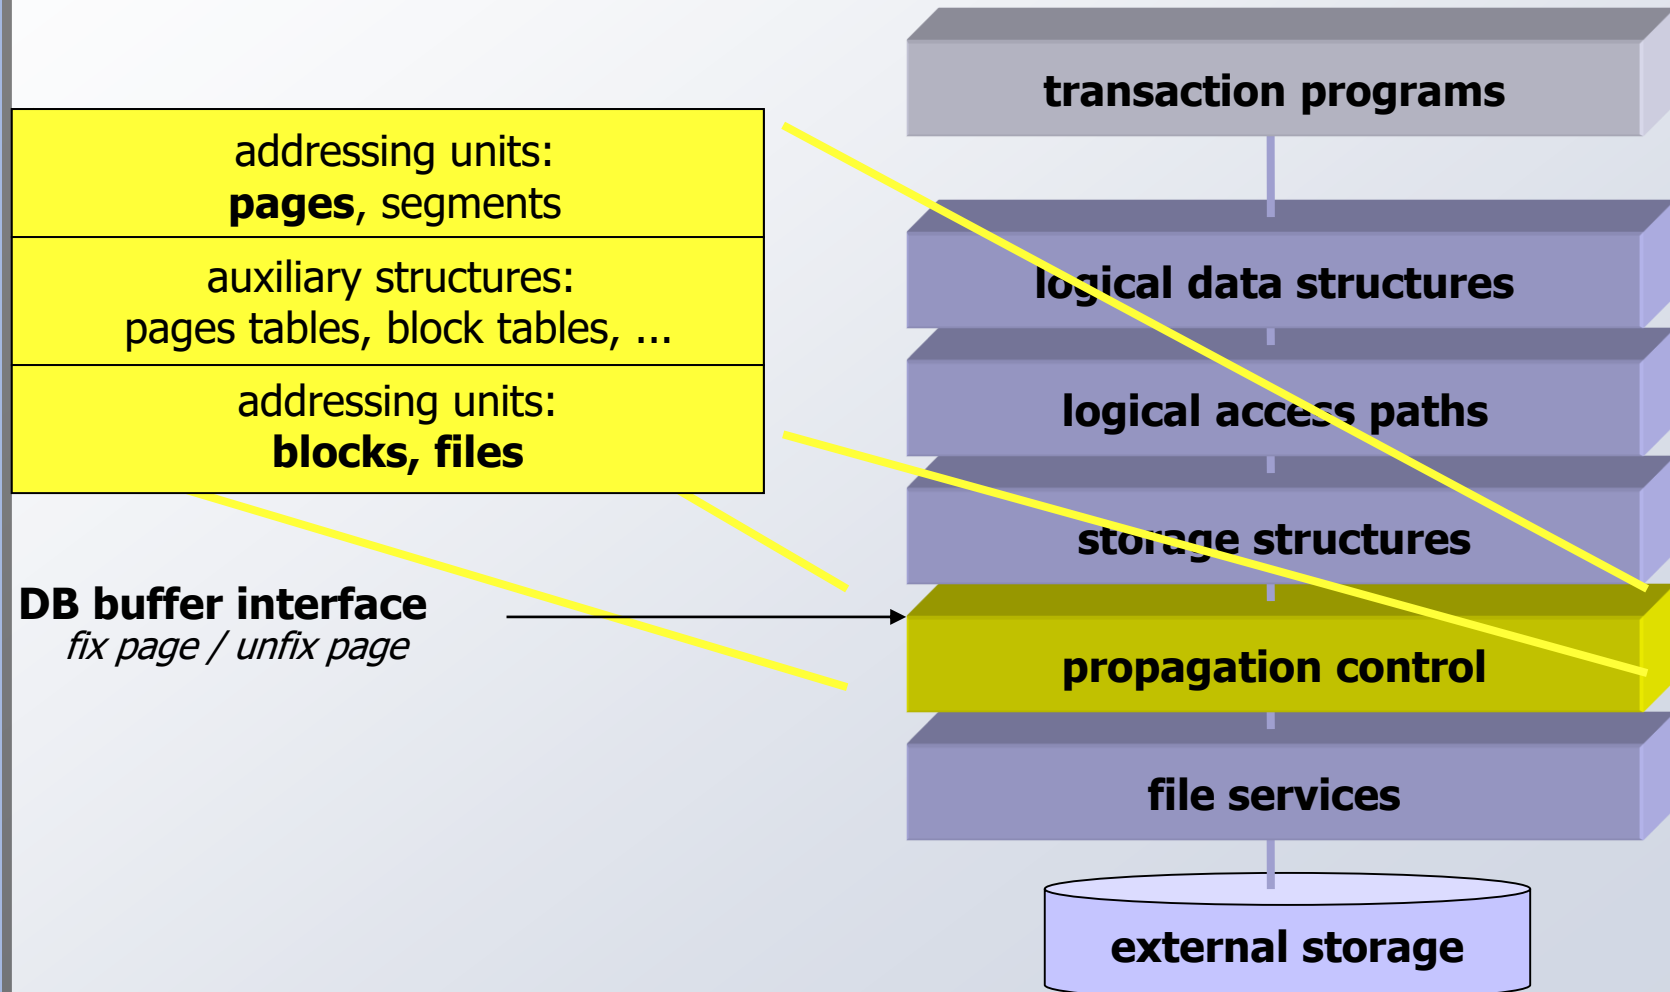 transaction programs
addressing units:
pages, segments
auxiliary structures:
pages tables, block tables, ...
addressing units:
blocks, files
logical data structures
logical access paths
storage structures
DB buffer interface
fix page / unfix page
propagation control
file services
external storage